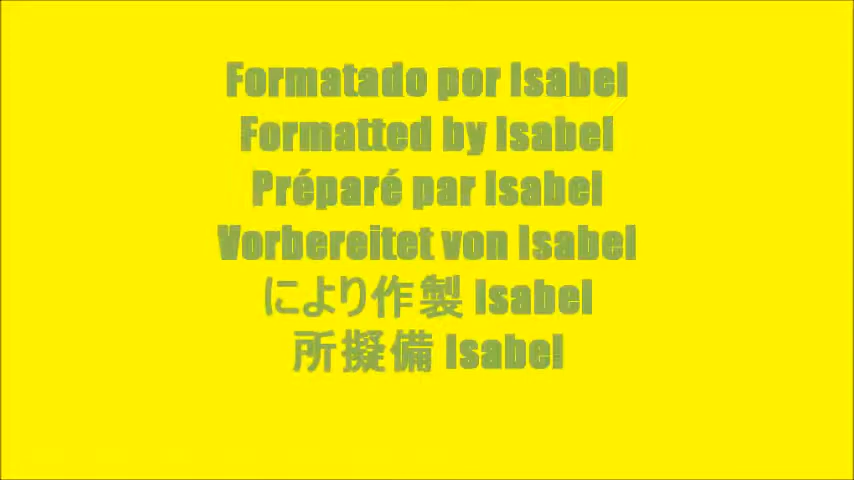 Formatado por Isabel
Formatted by Isabel
Préparé par Isabel
Vorbereitet von Isabel
により作製 Isabel
所擬備 Isabel